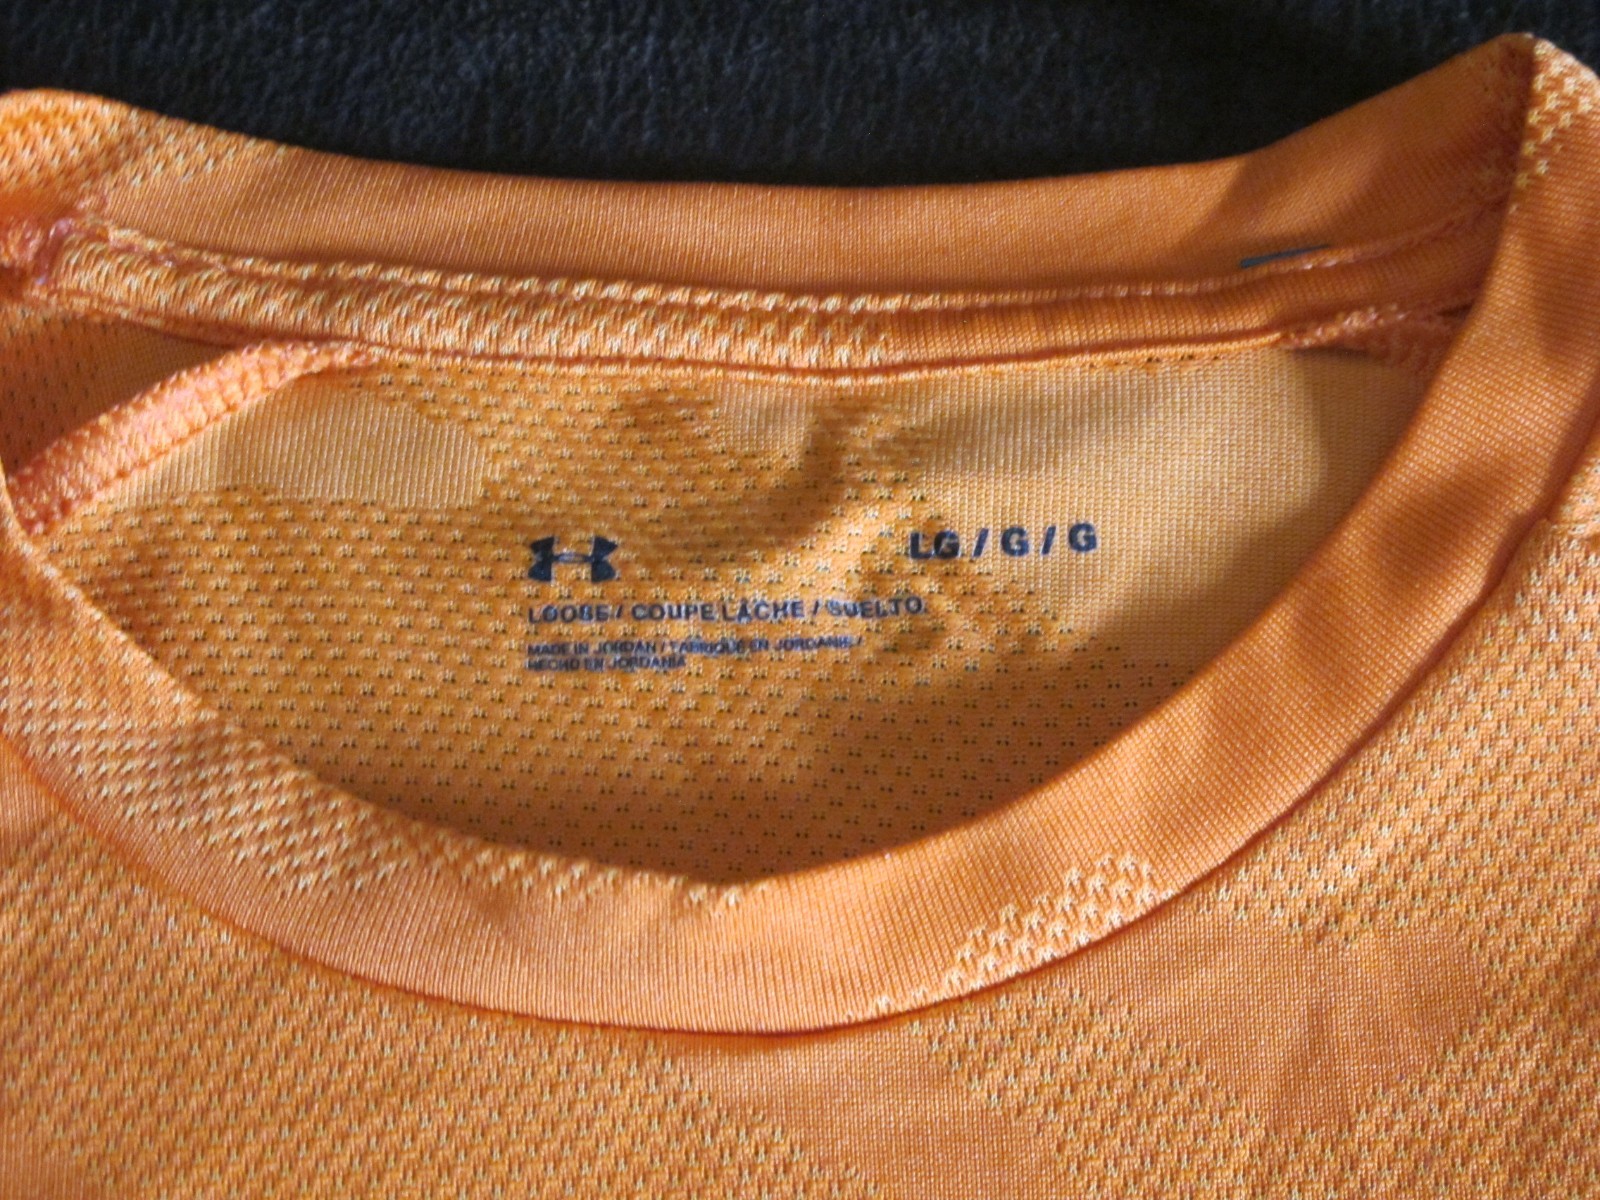 LG / G / G
LOOSE / COUPE LÂCHE / SUELTO
MADE IN JORDAN / FABRIQUÉ EN JORDANIE /
HECHO EN JORDANIA